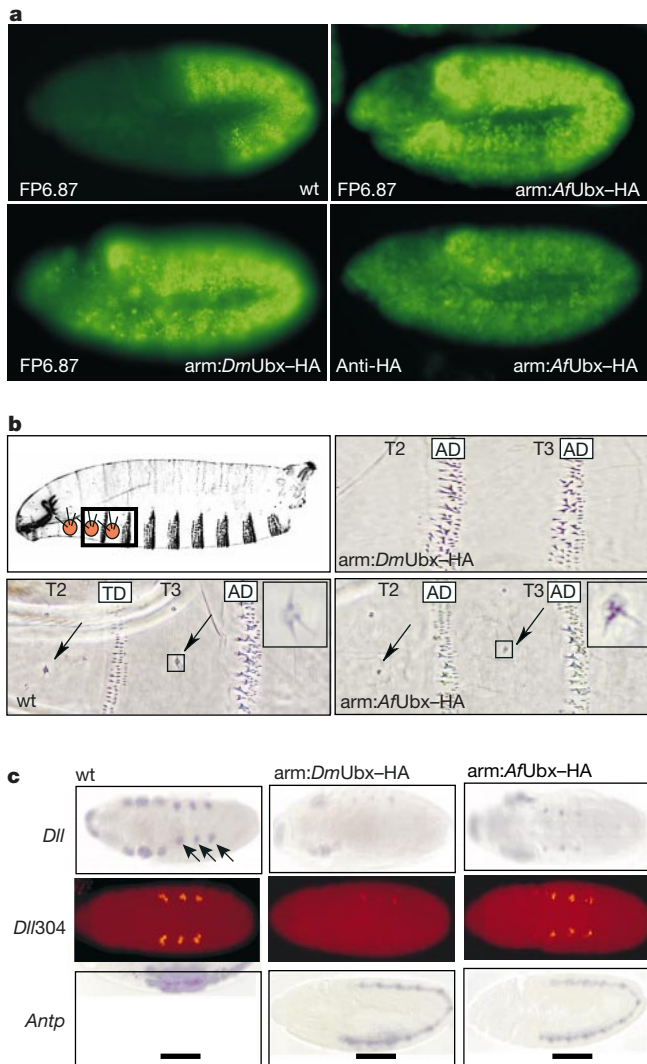 a
FP6.87 wt
FP6.87 arm:AfUbx–HA
FP6.87 arm:DmUbx–HA
Anti-HA arm:AfUbx–HA
b
T2 AD T3 AD
arm:DmUbx–HA
T2 TD T3 AD
wt
T2 AD T3 AD
arm:AfUbx–HA
c
wt arm:DmUbx–HA arm:AfUbx–HA
Dll
Dll304
Antp